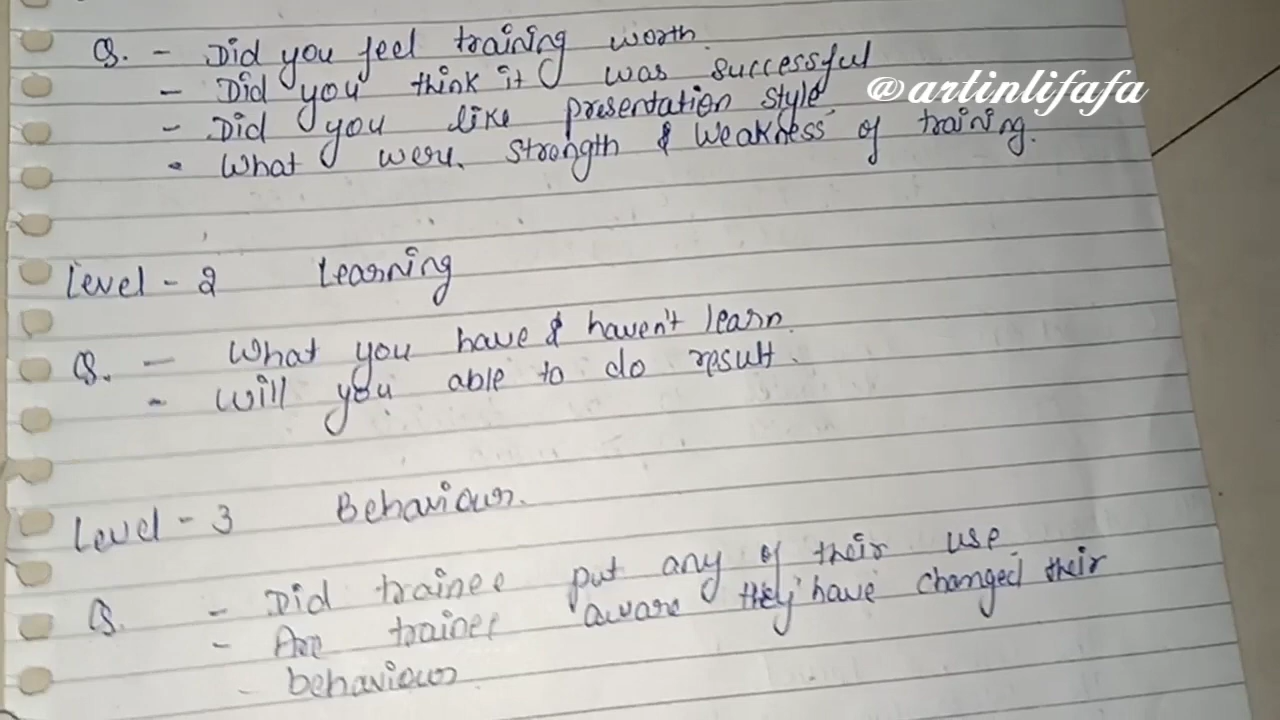 Q. - Did you feel training worth.
- Did you think it was successful
@artinlifafa
- Did you like presentation style
• What were strength & weakness of training.
Level - 2 Learning
Q. - What you have & haven't learn.
- Will you able to do result.
Level - 3 Behaviour.
Q. - Did trainee put any of their use
- Are trainee aware they have changed their
- behaviour